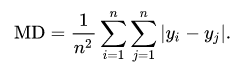 MD = \frac{1}{n^2} \sum_{i=1}^{n} \sum_{j=1}^{n} |y_i - y_j|.